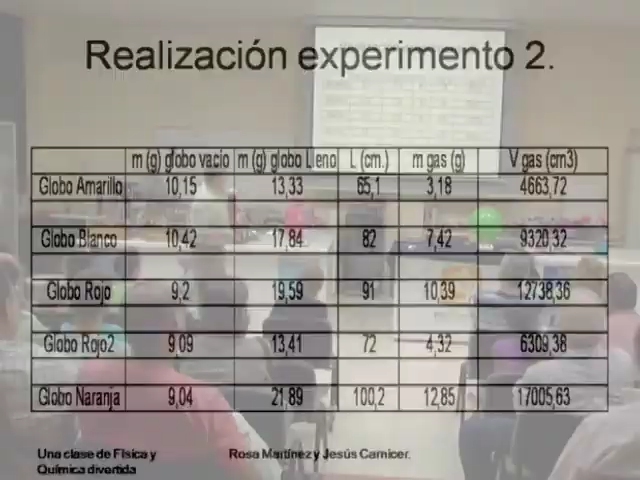 Realización experimento 2.
m (g) globo vacio m (g) globo Lleno L (cm.) m gas (g) V gas (cm3)
Globo Amarillo 10,15 13,33 65,1 3,18 4663,72
Globo Blanco 10,42 17,84 82 7,42 9320,32
Globo Rojo 9,2 19,59 91 10,39 12738,36
Globo Rojo2 9,09 13,41 72 4,32 6309,38
Globo Naranja 9,04 21,89 100,2 12,85 17005,63
Una clase de Física y Rosa Martínez y Jesús Carnicer.
Química divertida